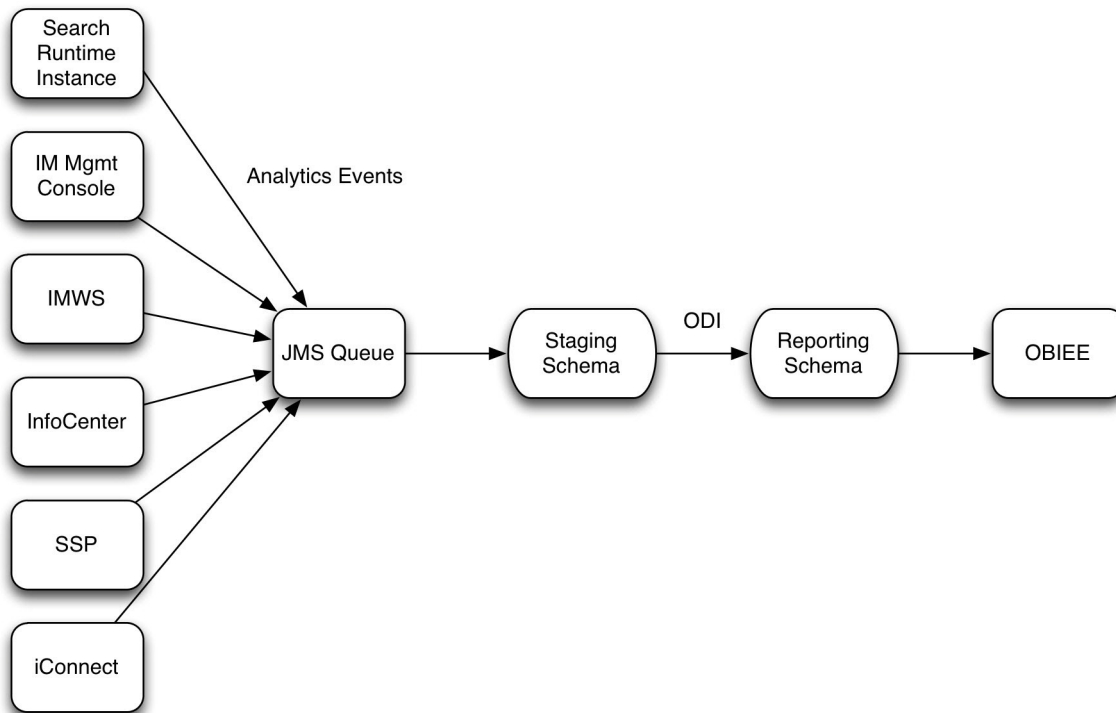 Search
Runtime
Instance
IM Mgmt
Console
Analytics Events
IMWS
JMS Queue
Staging
Schema
ODI
Reporting
Schema
OBIEE
InfoCenter
SSP
iConnect